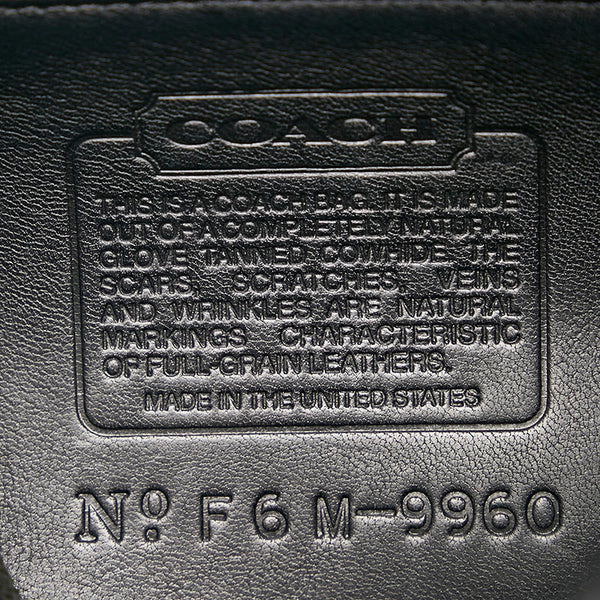 COACH
THIS IS A COACH BAG. IT IS MADE
OUT OF A COMPLETELY NATURAL
GLOVE TANNED COWHIDE. THE
SCARS, SCRATCHES, VEINS
AND WRINKLES ARE NATURAL
MARKINGS CHARACTERISTIC
OF FULL-GRAIN LEATHERS.
MADE IN THE UNITED STATES
Nº F6M-9960